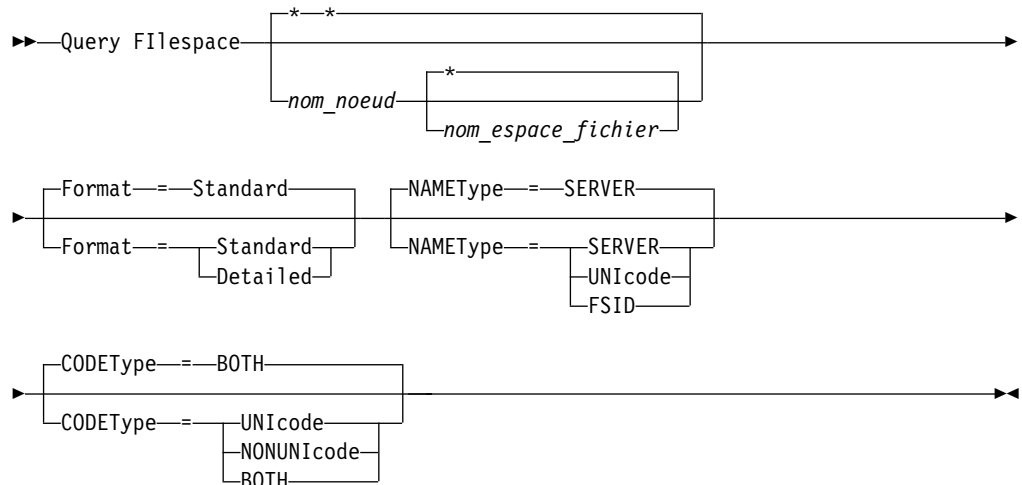 * *
Query FIlespace
*
nom_noeud
nom_espace_fichier
Format = Standard NAMEType = SERVER
Format = Standard NAMEType = SERVER
Detailed UNIcode
FSID
CODEType = BOTH
CODEType = UNIcode
NONUNIcode
BOTH